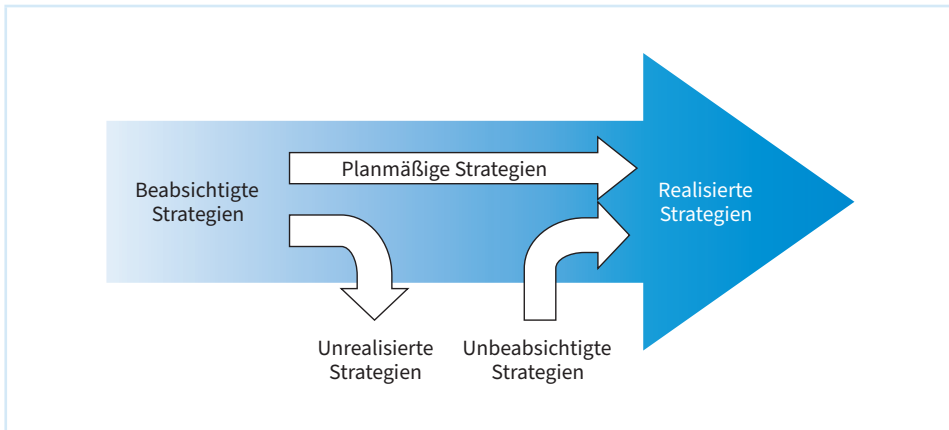 Planmäßige Strategien
Beabsichtigte
Strategien
Realisierte
Strategien
Unrealisierte
Strategien
Unbeabsichtigte
Strategien